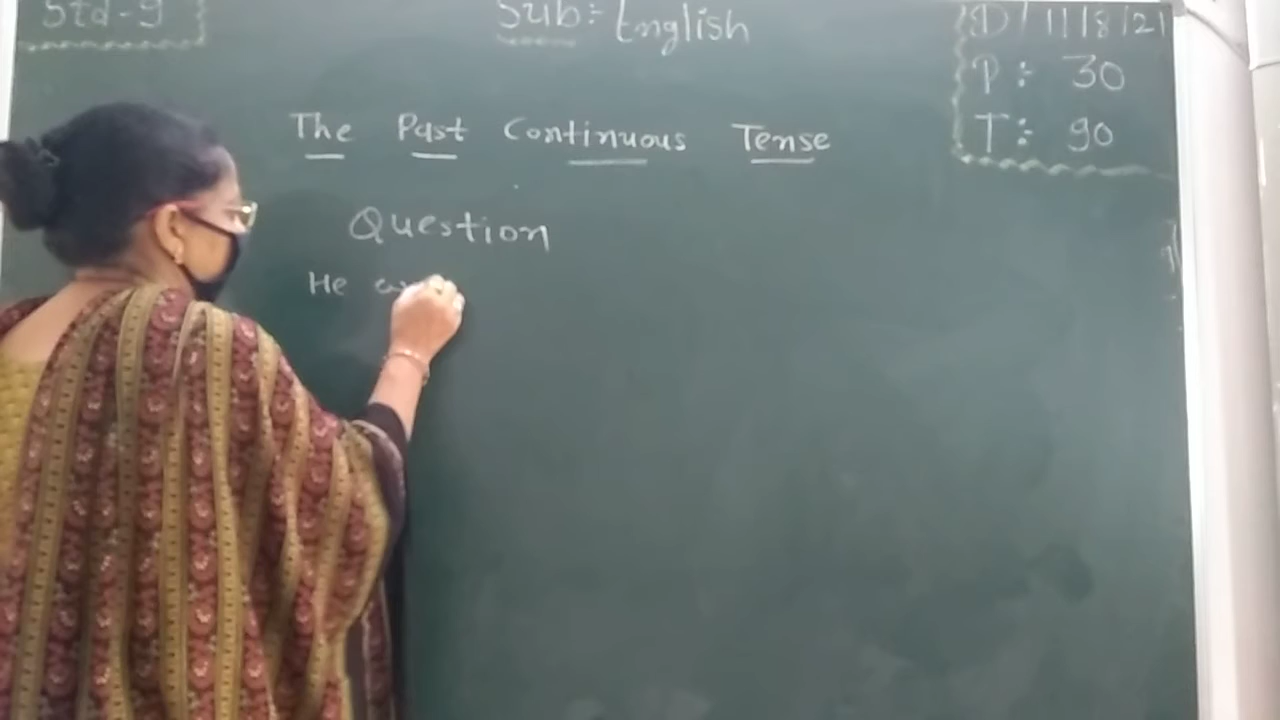 Std-9
Sub:- English
D/11/8/21
P: 30
T: 90
The Past Continuous Tense
Question
He